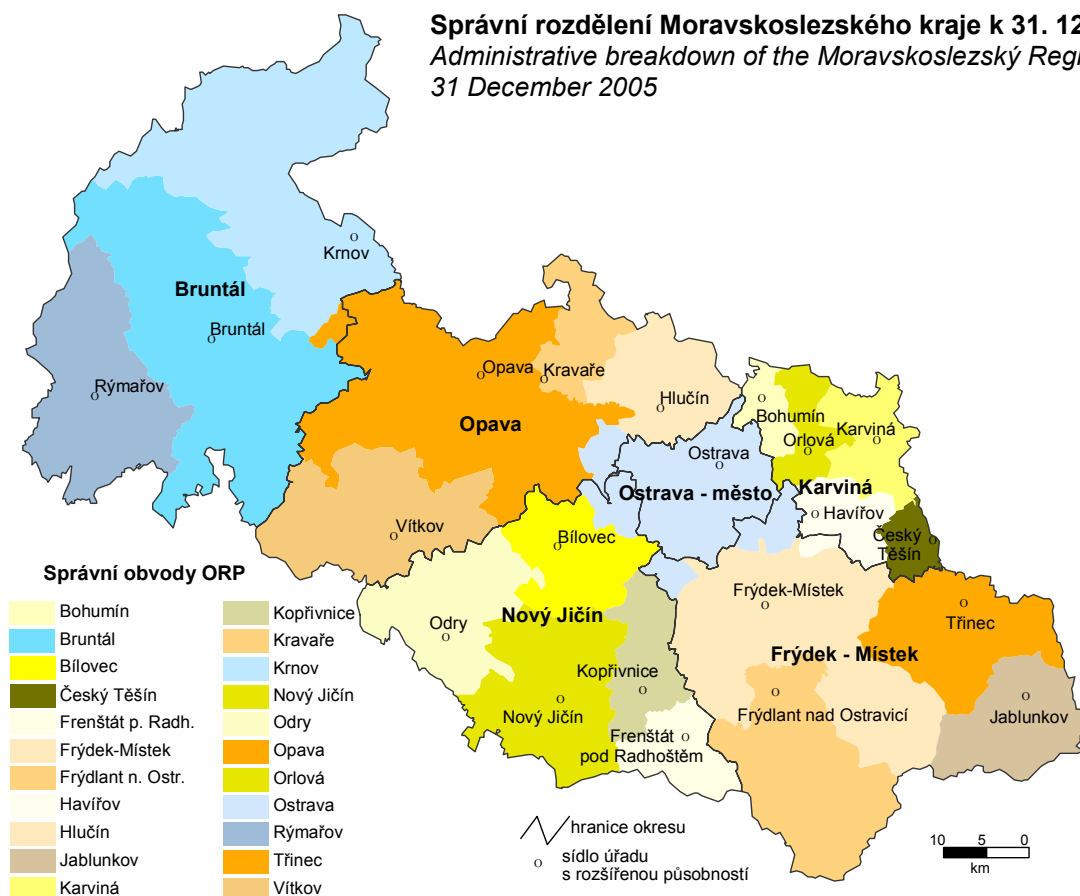 Správní rozdělení Moravskoslezského kraje k 31. 12
Administrative breakdown of the Moravskoslezský Regi
31 December 2005
Krnov
Bruntál
Bruntál
Rýmařov
Opava
Kravaře
Hlučín
Opava
Bohumín
Orlová
Karviná
Ostrava
Ostrava - město
Karviná
Havířov
Český
Těšín
Vítkov
Bílovec
Odry
Nový Jičín
Kopřivnice
Nový Jičín
Frenštát
pod Radhoštěm
Frýdek-Místek
Třinec
Frýdek - Místek
Frýdlant nad Ostravicí
Jablunkov
Správní obvody ORP
Bohumín
Bruntál
Bílovec
Český Těšín
Frenštát p. Radh.
Frýdek-Místek
Frýdlant n. Ostr.
Havířov
Hlučín
Jablunkov
Karviná
Kopřivnice
Kravaře
Krnov
Nový Jičín
Odry
Opava
Orlová
Ostrava
Rýmařov
Třinec
Vítkov
hranice okresu
sídlo úřadu
s rozšířenou působností
10 5 0
km